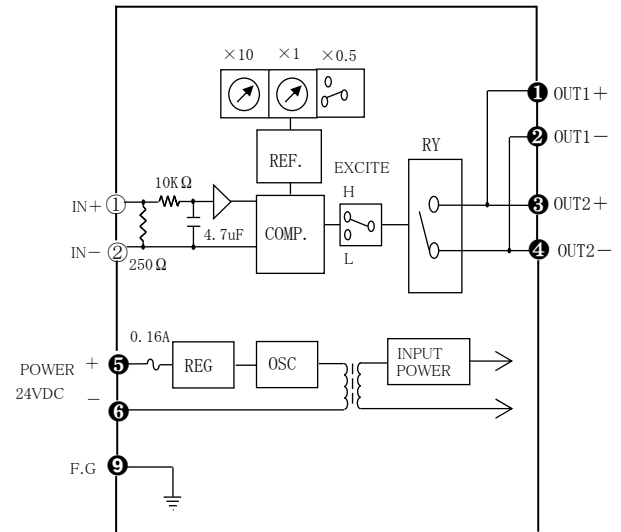 ×10 ×1 ×0.5
❶ OUT1＋
❷ OUT1－
RY
REF.
EXCITE
10KΩ
H
IN＋ ①
❸ OUT2＋
COMP.
4.7uF
IN－ ②
250Ω
L
❹ OUT2－
0.16A
INPUT
POWER
POWER ＋ ❺
REG
OSC
24VDC
－ ❻
F.G ❾